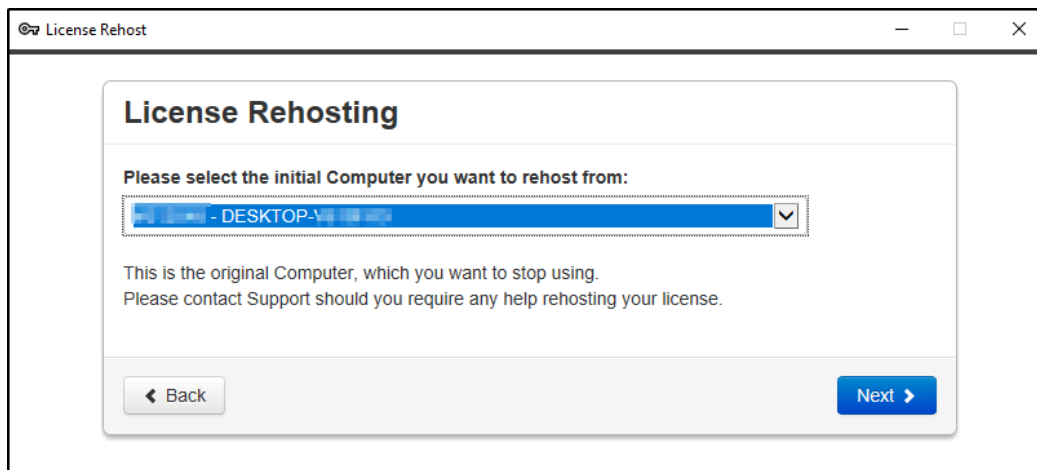 License Rehost
License Rehosting
Please select the initial Computer you want to rehost from:
- DESKTOP-
This is the original Computer, which you want to stop using.
Please contact Support should you require any help rehosting your license.
Back
Next